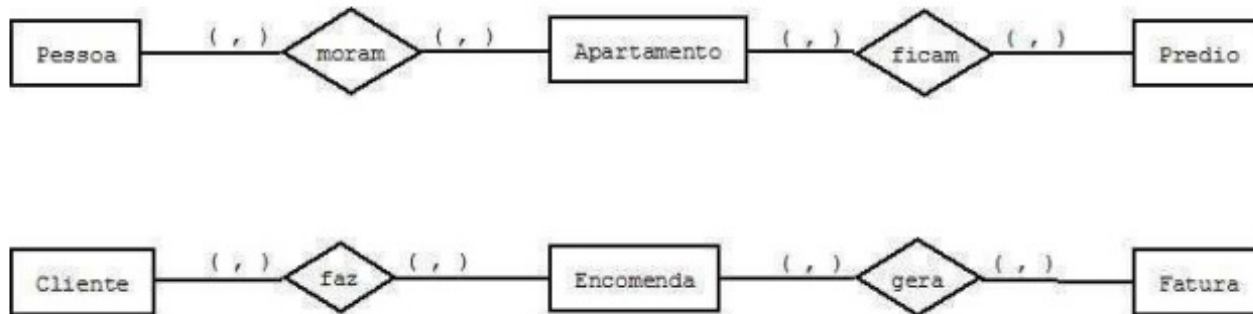 ( , ) ( , ) ( , ) ( , )
Pessoa moram Apartamento ficam Predio
( , ) ( , ) ( , ) ( , )
Cliente faz Encomenda gera Fatura